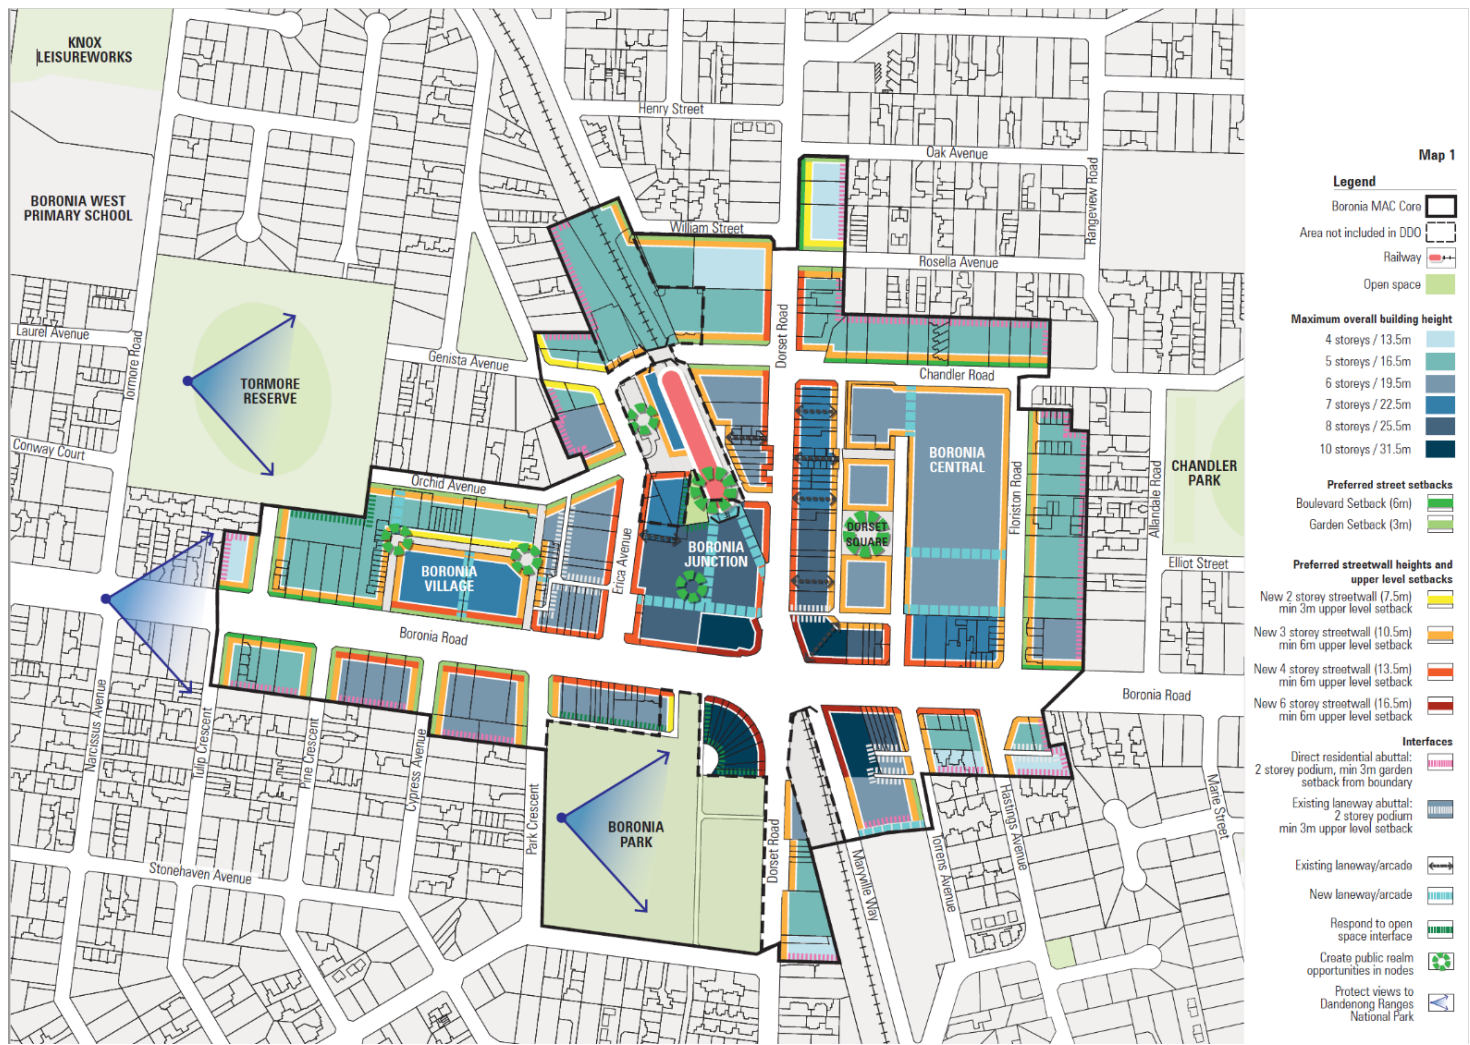 KNOX
LEISUREWORKS
BORONIA WEST
PRIMARY SCHOOL
Henry Street
Oak Avenue
Rangeview Road
William Street
Rosella Avenue
Laurel Avenue
Tormore Road
TORMORE
RESERVE
Genista Avenue
Dorset Road
Chandler Road
Conway Court
Orchid Avenue
BORONIA
CENTRAL
Floriston Road
Allandale Road
CHANDLER
PARK
DORSET
SQUARE
Elliot Street
Erica Avenue
BORONIA
JUNCTION
BORONIA
VILLAGE
Boronia Road
Boronia Road
Narcissus Avenue
Tulip Crescent
Pine Crescent
Cypress Avenue
Park Crescent
BORONIA
PARK
Dorset Road
Maryville Way
Torrens Avenue
Hastings Avenue
Marie Street
Stonehaven Avenue
Map 1
Legend
Boronia MAC Core
Area not included in DDO
Railway
Open space
Maximum overall building height
4 storeys / 13.5m
5 storeys / 16.5m
6 storeys / 19.5m
7 storeys / 22.5m
8 storeys / 25.5m
10 storeys / 31.5m
Preferred street setbacks
Boulevard Setback (6m)
Garden Setback (3m)
Preferred streetwall heights and
upper level setbacks
New 2 storey streetwall (7.5m)
min 3m upper level setback
New 3 storey streetwall (10.5m)
min 6m upper level setback
New 4 storey streetwall (13.5m)
min 6m upper level setback
New 6 storey streetwall (16.5m)
min 6m upper level setback
Interfaces
Direct residential abuttal:
2 storey podium, min 3m garden
setback from boundary
Existing laneway abuttal:
2 storey podium
min 3m upper level setback
Existing laneway/arcade
New laneway/arcade
Respond to open
space interface
Create public realm
opportunities in nodes
Protect views to
Dandenong Ranges
National Park